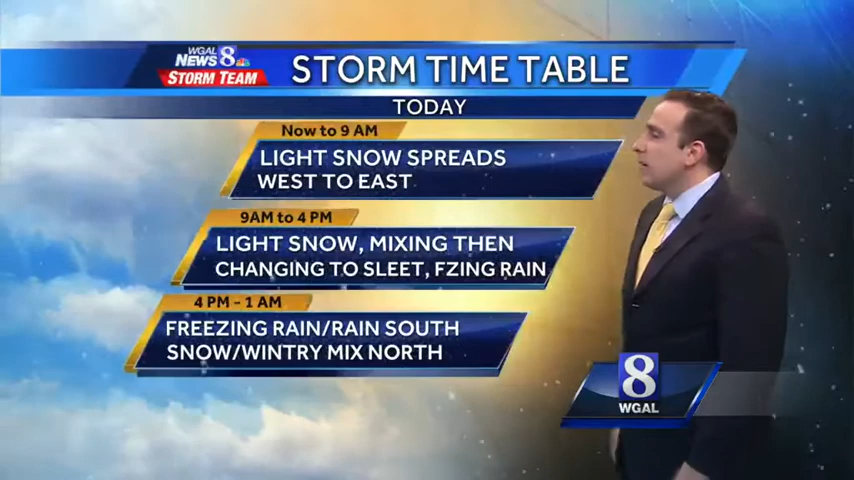 WGAL
NEWS 8
STORM TEAM
STORM TIME TABLE
TODAY
Now to 9 AM
LIGHT SNOW SPREADS
WEST TO EAST
9AM to 4 PM
LIGHT SNOW, MIXING THEN
CHANGING TO SLEET, FZING RAIN
4 PM - 1 AM
FREEZING RAIN/RAIN SOUTH
SNOW/WINTRY MIX NORTH
8
WGAL